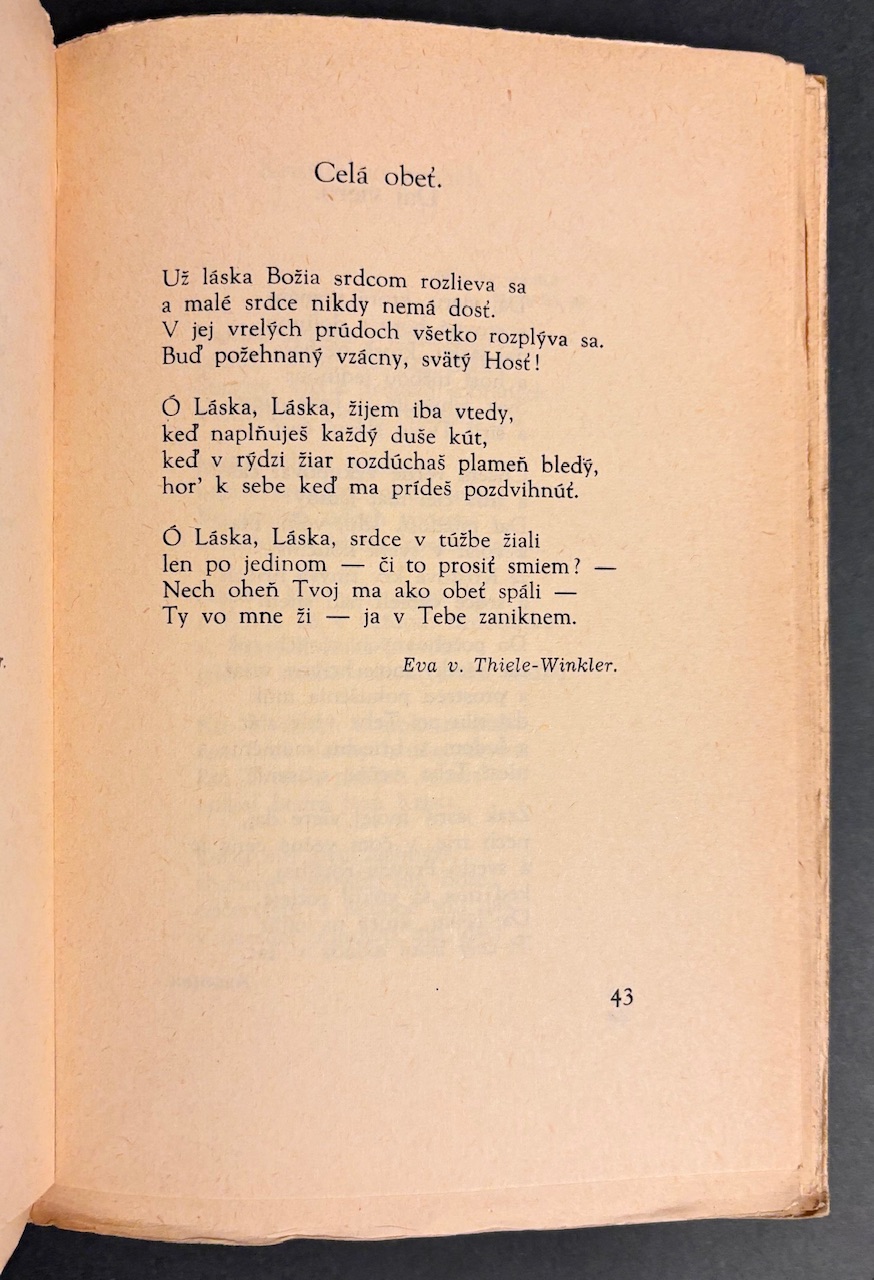 Celá obeť.
Už láska Božia srdcom rozlieva sa
a malé srdce nikdy nemá dosť.
V jej vrelých prúdoch všetko rozplýva sa.
Buď požehnaný vzácny, svätý Hosť!
Ó Láska, Láska, žijem iba vtedy,
keď naplňuješ každý duše kút,
keď v rýdzi žiar rozdúchaš plameň bledý,
hor' k sebe keď ma prídeš pozdvihnúť.
Ó Láska, Láska, srdce v túžbe žiali
len po jedinom — či to prosiť smiem? —
Nech oheň Tvoj ma ako obeť spáli —
Ty vo mne ži — ja v Tebe zaniknem.
Eva v. Thiele-Winkler.
43